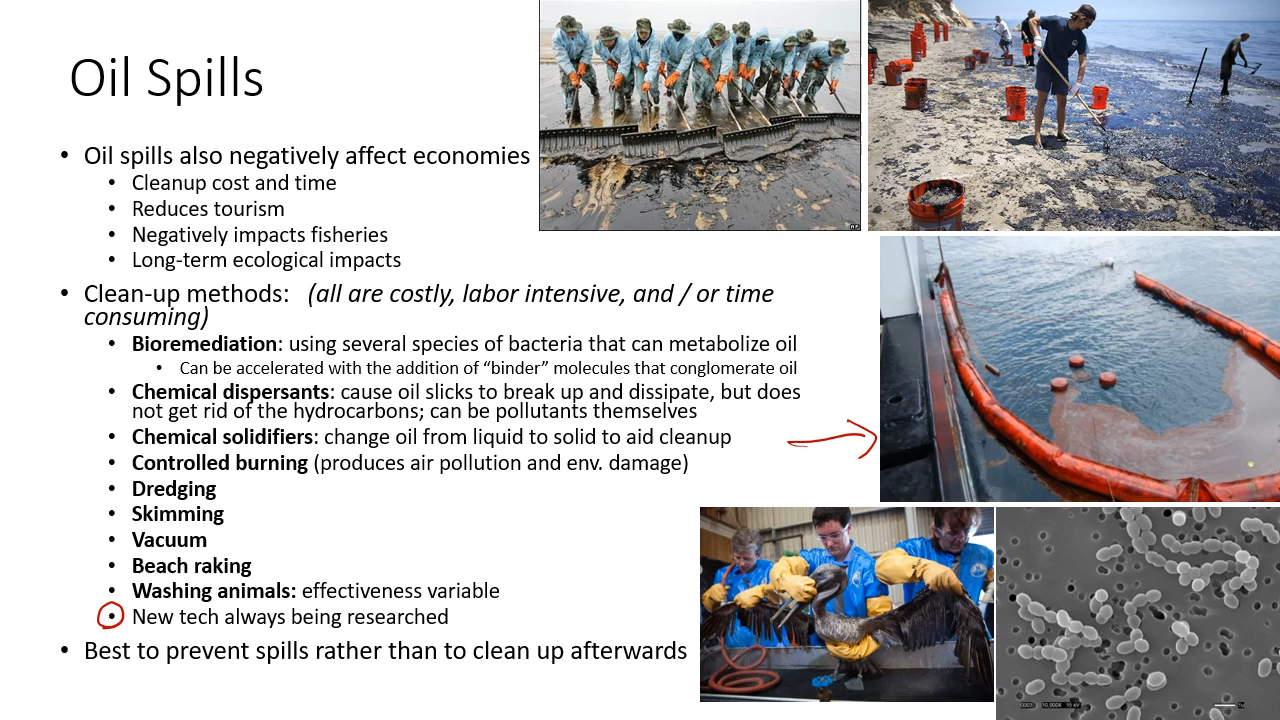 Oil Spills
• Oil spills also negatively affect economies
• Cleanup cost and time
• Reduces tourism
• Negatively impacts fisheries
• Long-term ecological impacts
• Clean-up methods: (all are costly, labor intensive, and / or time
consuming)
• Bioremediation: using several species of bacteria that can metabolize oil
• Can be accelerated with the addition of “binder” molecules that conglomerate oil
• Chemical dispersants: cause oil slicks to break up and dissipate, but does
not get rid of the hydrocarbons; can be pollutants themselves
• Chemical solidifiers: change oil from liquid to solid to aid cleanup
• Controlled burning (produces air pollution and env. damage)
• Dredging
• Skimming
• Vacuum
• Beach raking
• Washing animals: effectiveness variable
• New tech always being researched
• Best to prevent spills rather than to clean up afterwards